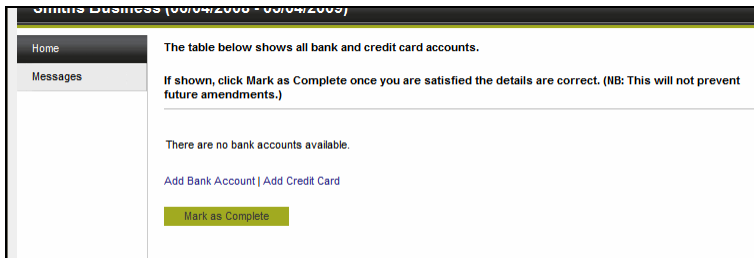 Smiths Business (06/04/2008 - 05/04/2009)
Home
Messages
The table below shows all bank and credit card accounts.
If shown, click Mark as Complete once you are satisfied the details are correct. (NB: This will not prevent
future amendments.)
There are no bank accounts available.
Add Bank Account | Add Credit Card
Mark as Complete